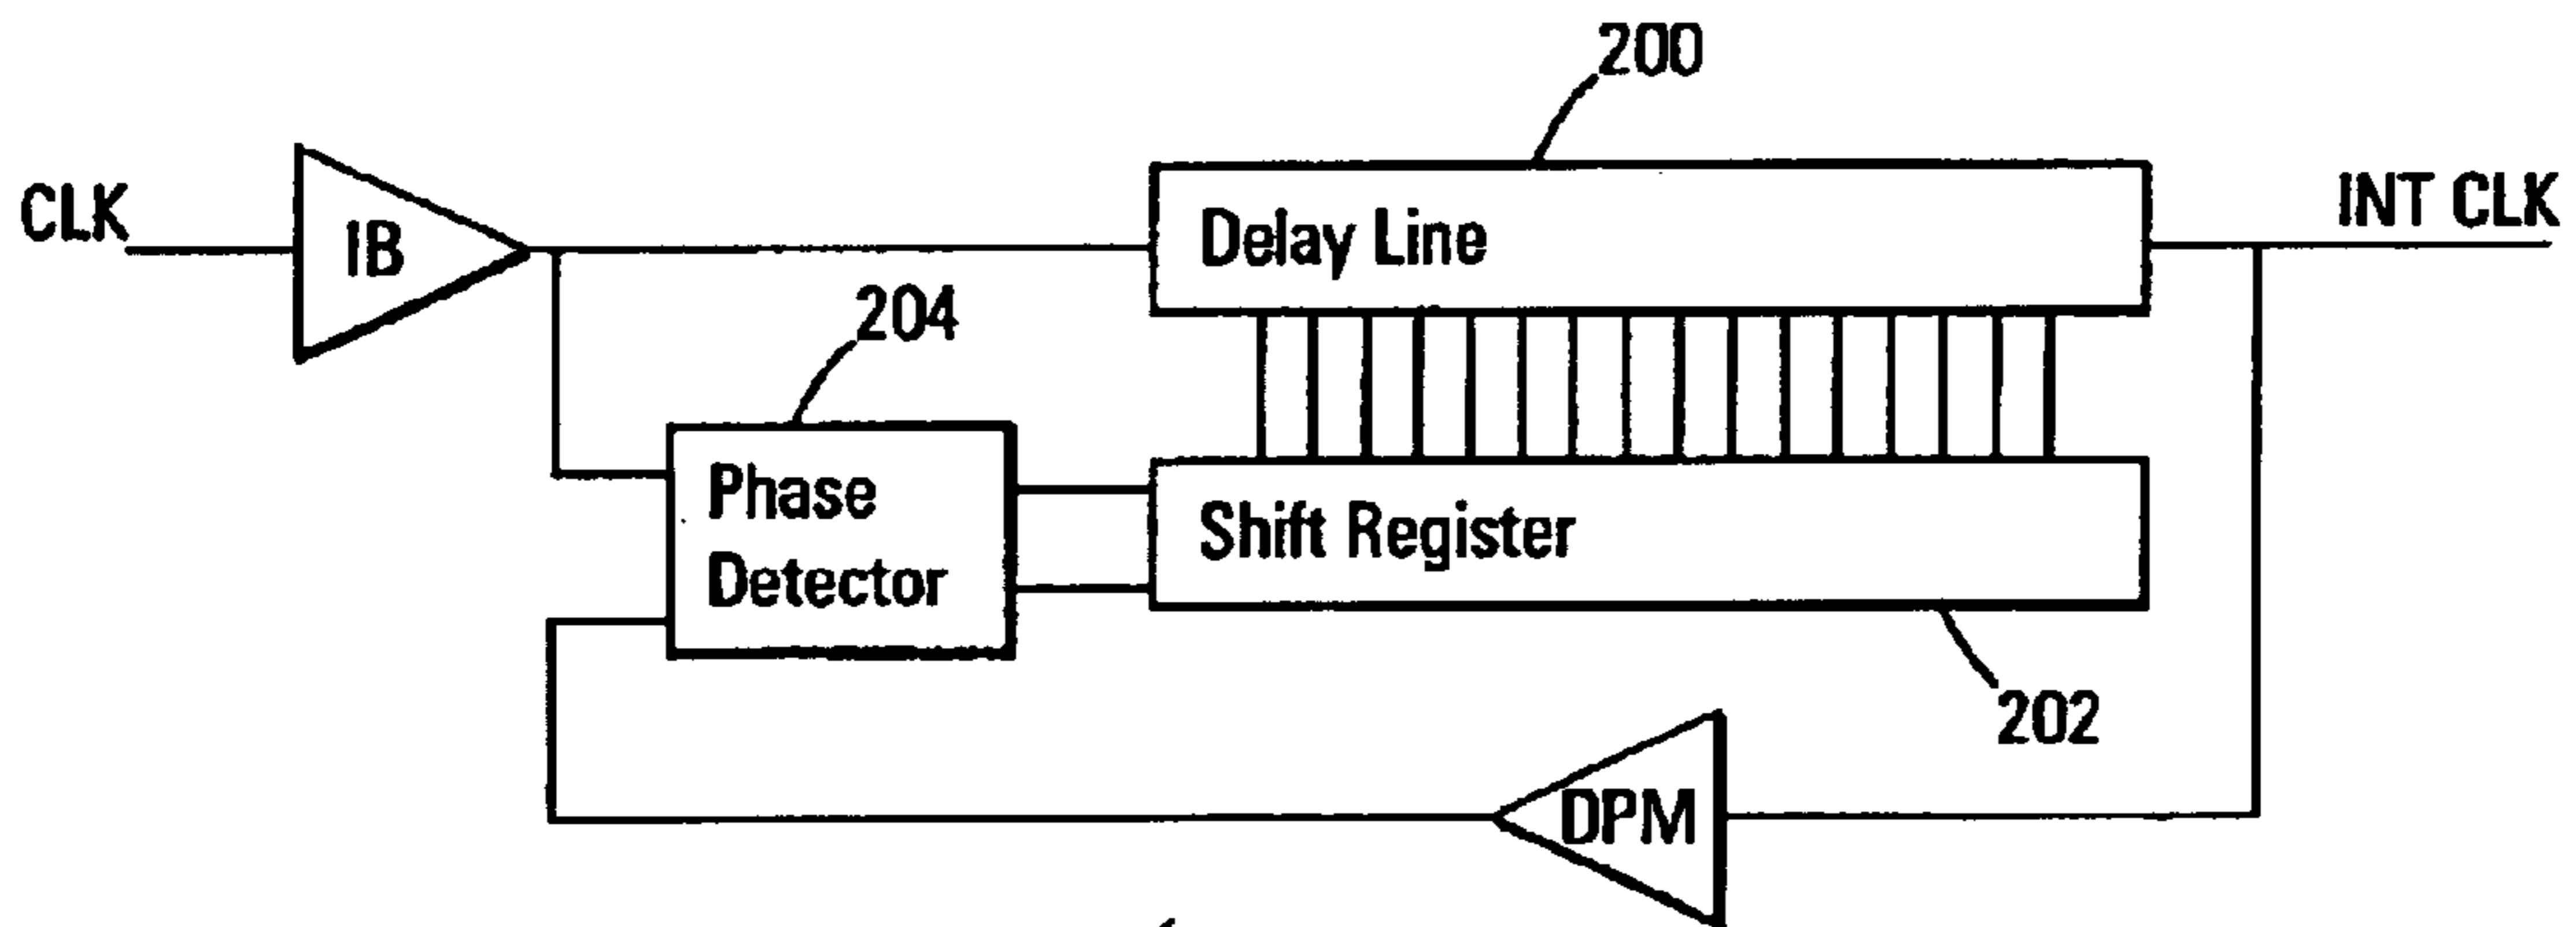 200
CLK
IB
Delay Line
INT CLK
204
Phase
Detector
Shift Register
202
DPM